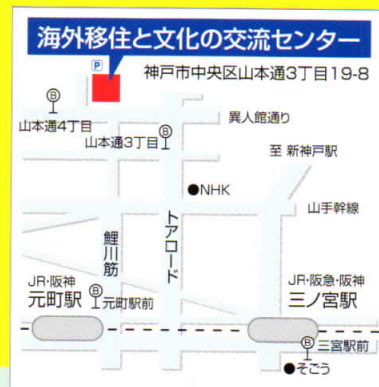 海外移住と文化の交流センター
P
神戸市中央区山本通3丁目19-8
B
山本通4丁目
B
山本通3丁目
異人館通り
至 新神戸駅
●NHK
山手幹線
鯉川筋
トアロード
JR・阪神
元町駅
B
元町駅前
JR・阪急・阪神
三ノ宮駅
B
三宮駅前
●そごう